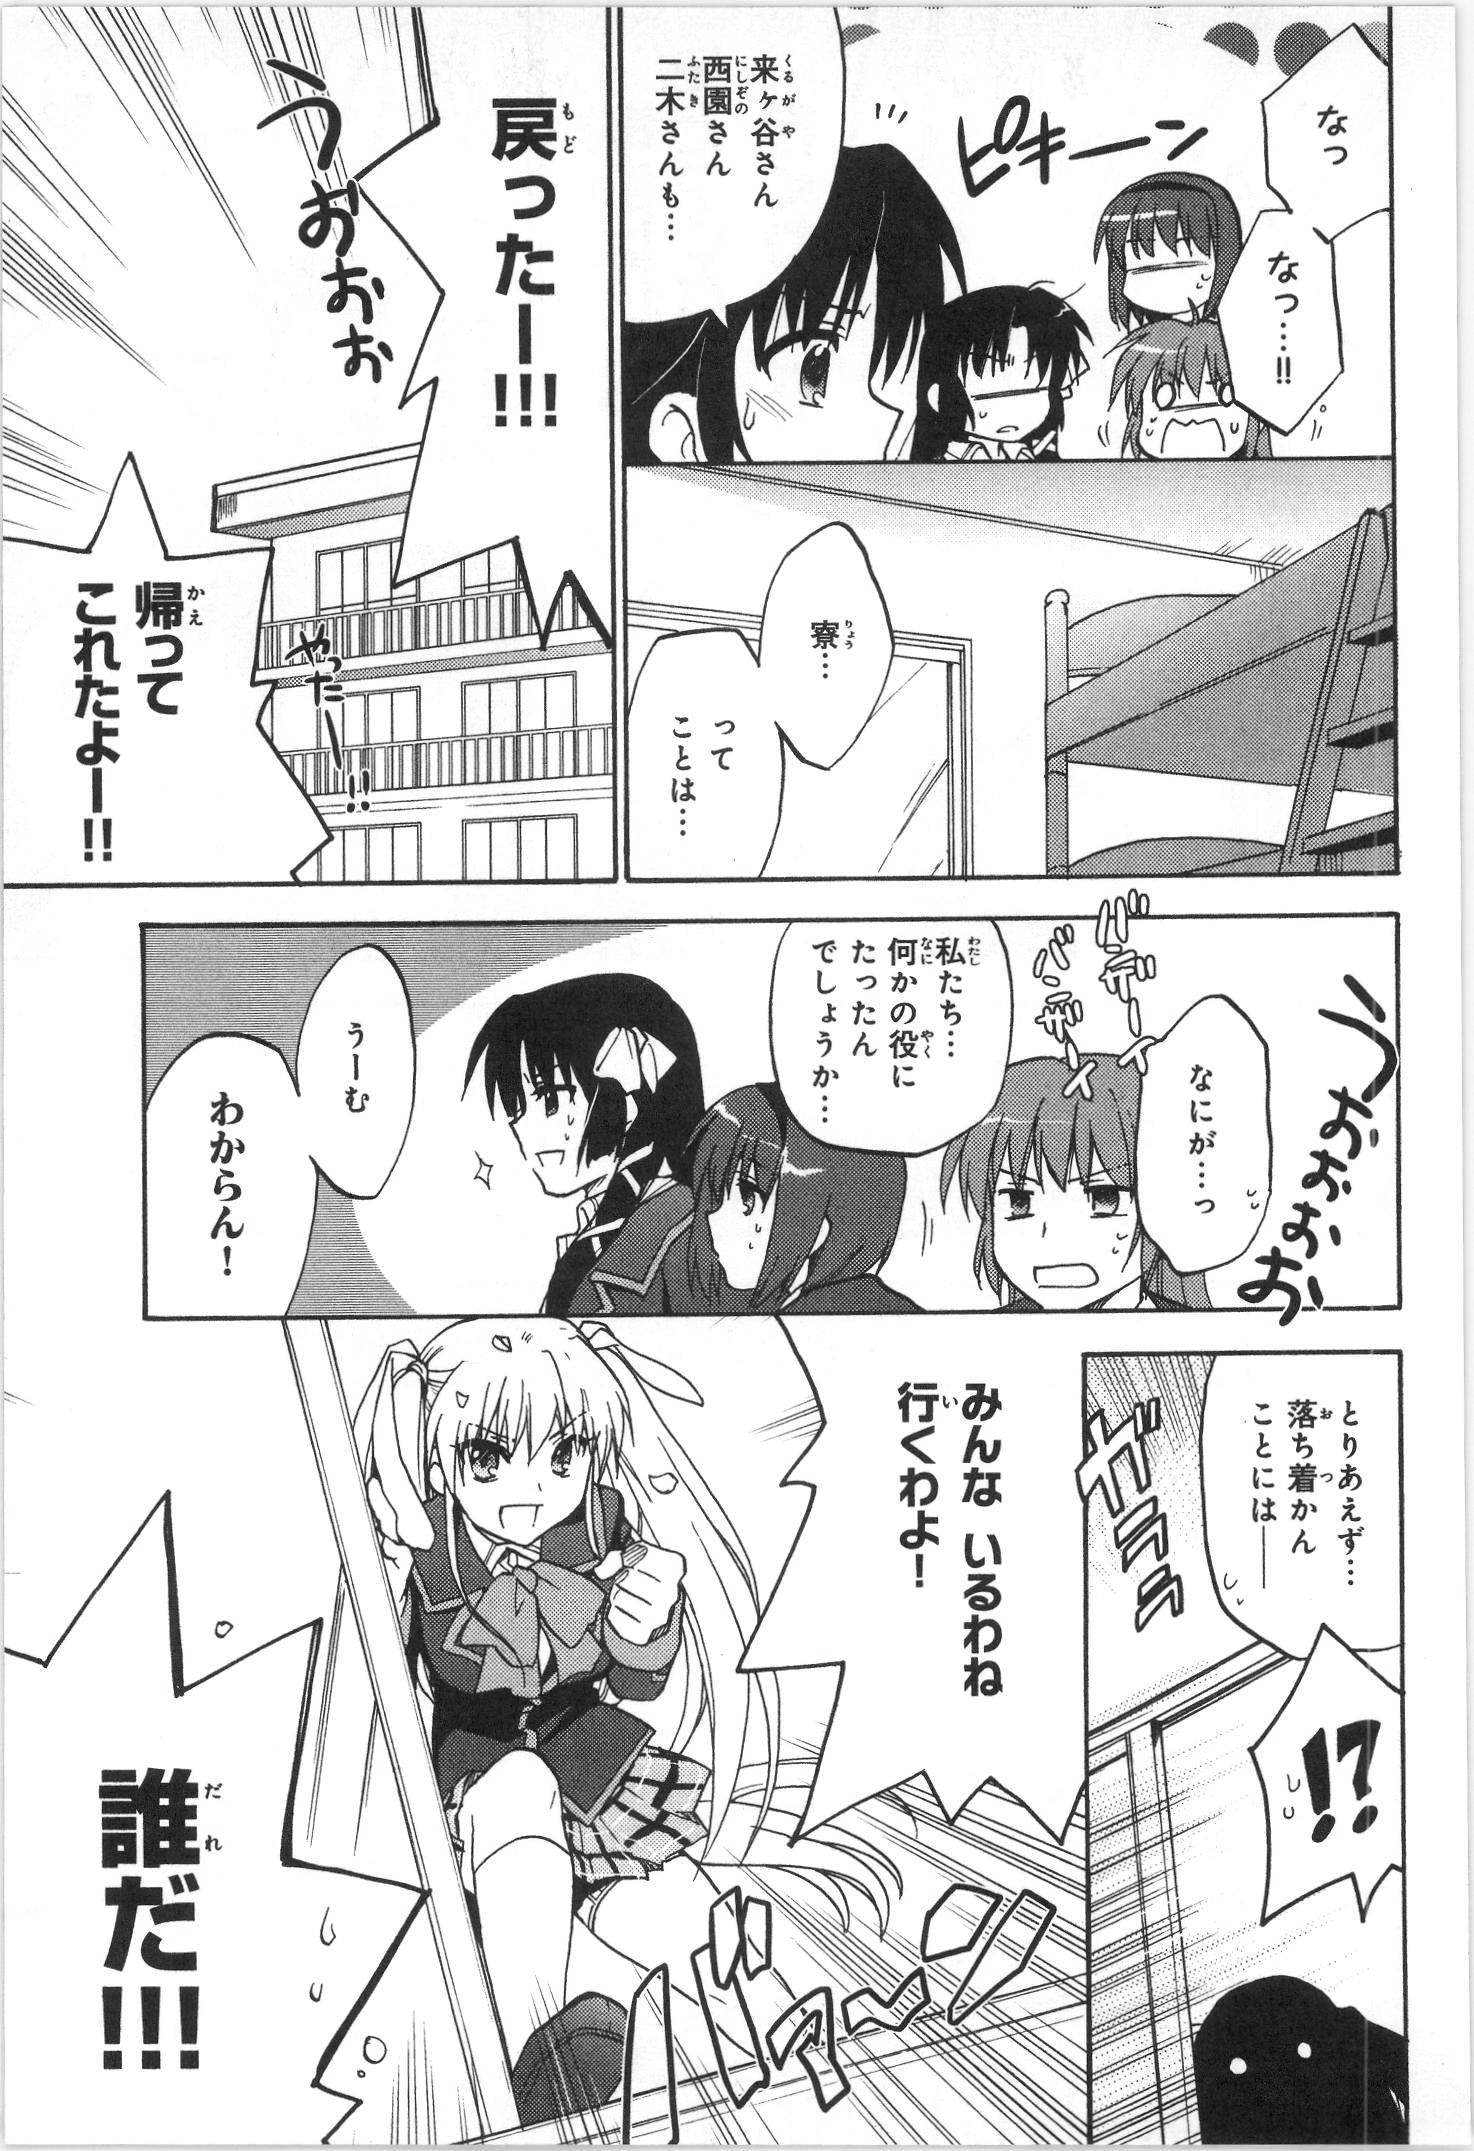 なっ
なっ…!!
ピキーン
来ヶ谷さん
西園さん
二木さんも…
寮…
って
ことは…
戻ったー!!!
うおおお
帰って
これたよー!!
やったー!!
うおおおお
なにが…っ
バデーイ
バンザーイ
私たち…
何かの役に
たったん
でしょうか…
うーむ
わからん!
とりあえず…
落ち着かん
ことには——
!?
ガラララ
みんな いるわね
行くわよ!
バァーン!!
誰だ!!!